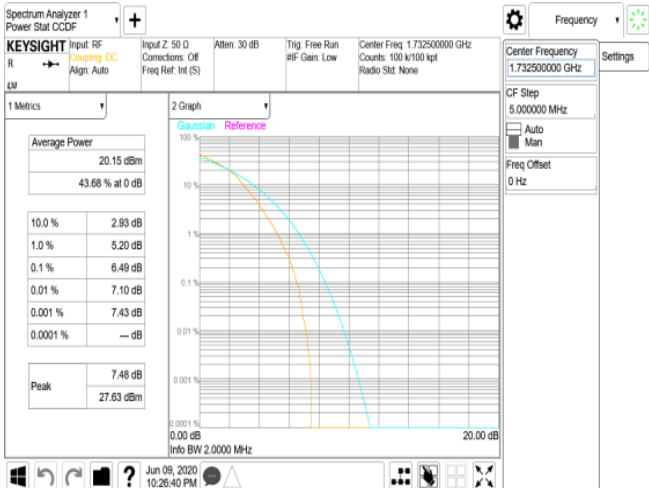 Spectrum Analyzer 1
Power Stat CCDF
+
Frequency
KEYSIGHT
R
LXI
Input: RF
Coupling: DC
Align: Auto
Input Z: 50 Ω
Corrections: Off
Freq Ref: Int (S)
Atten: 30 dB
Trig: Free Run
#IF Gain: Low
Center Freq: 1.732500000 GHz
Counts: 100 k/100 kpt
Radio Std: None
Center Frequency
1.732500000 GHz
Settings
CF Step
5.000000 MHz
Auto
Man
Freq Offset
0 Hz
1 Metrics
Average Power
20.15 dBm
43.68 % at 0 dB
10.0 % 2.93 dB
1.0 % 5.20 dB
0.1 % 6.49 dB
0.01 % 7.10 dB
0.001 % 7.43 dB
0.0001 % --- dB
Peak
7.48 dB
27.63 dBm
2 Graph
Gaussian Reference
100 %
10 %
1 %
0.1 %
0.01 %
0.001 %
0.0001 %
0.00 dB 20.00 dB
Info BW 2.0000 MHz
?
Jun 09, 2020
10:26:40 PM